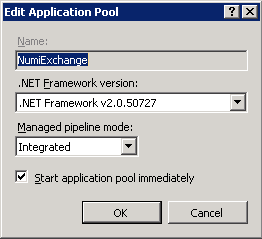 Edit Application Pool
Name:
NumiExchange
.NET Framework version:
.NET Framework v2.0.50727
Managed pipeline mode:
Integrated
Start application pool immediately
OK
Cancel